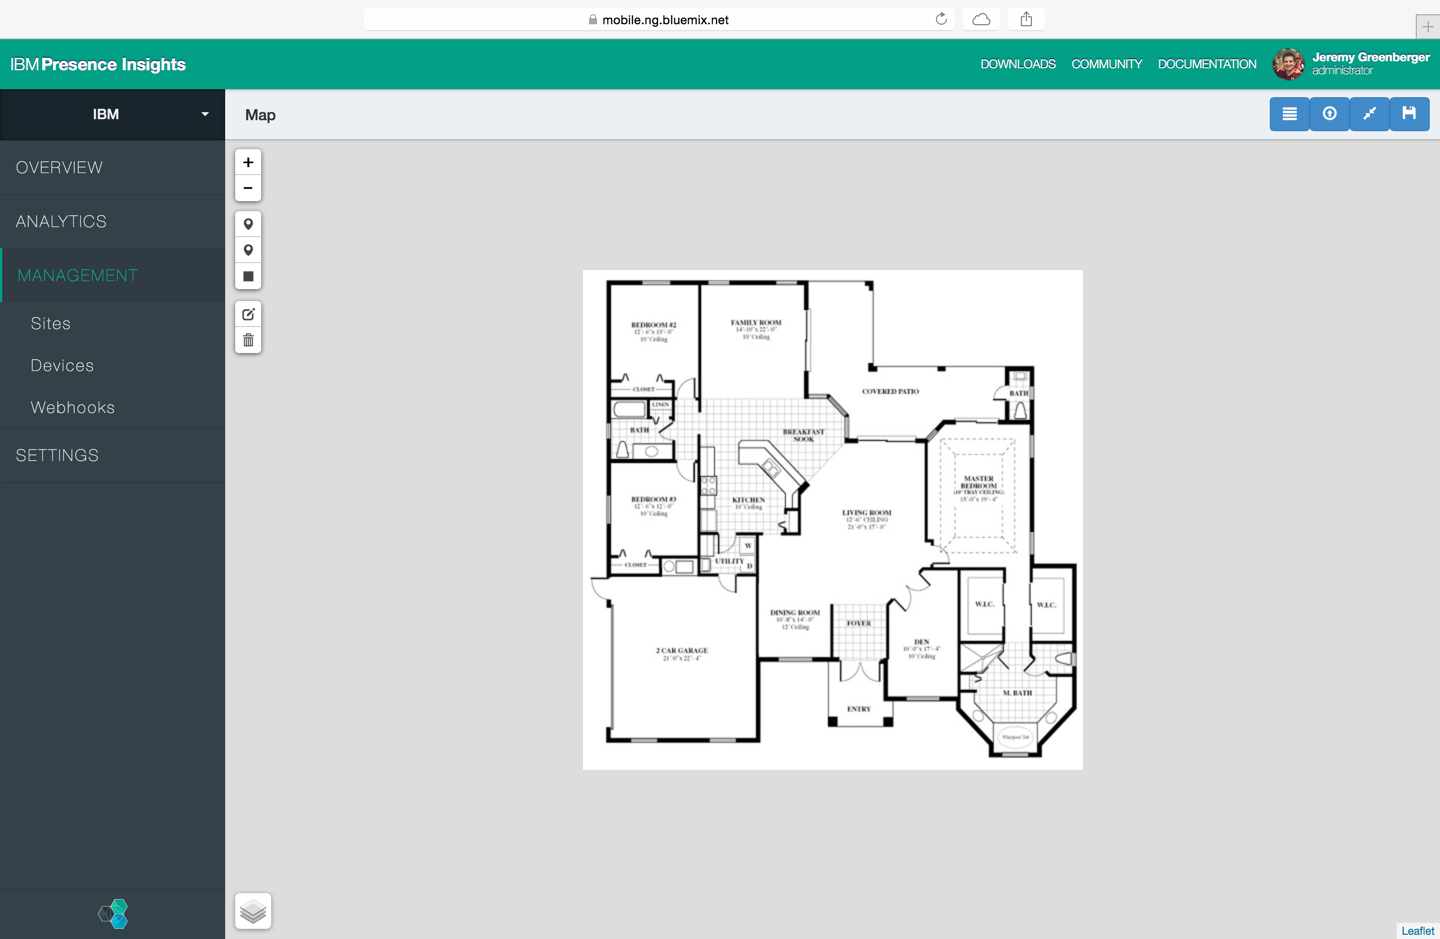 mobile.ng.bluemix.net
IBM Presence Insights
DOWNLOADS COMMUNITY DOCUMENTATION
Jeremy Greenberger
administrator
IBM
Map
OVERVIEW
ANALYTICS
MANAGEMENT
Sites
Devices
Webhooks
SETTINGS
+
−
BEDROOM #2
12'-6"x 13'-0"
10' Ceiling
FAMILY ROOM
14'-10"x 22'-0"
10' Ceiling
CLOSET
LINEN
BATH
COVERED PATIO
BATH
BREAKFAST
NOOK
MASTER
BEDROOM
(10' TRAY CEILING)
15'-0"x 19'-4"
BEDROOM #3
12'-6"x 12'-0"
10' Ceiling
KITCHEN
10' Ceiling
LIVING ROOM
12'-6" CEILING
21'-0"x 17'-0"
CLOSET
UTILITY
W
D
W.I.C.
W.I.C.
DINING ROOM
10'-8"x 14'-0"
12' Ceiling
FOYER
DEN
10'-0"x 17'-4"
10' Ceiling
2 CAR GARAGE
21'-0"x 22'-4"
M. BATH
ENTRY
Whirlpool Tub
Leaflet